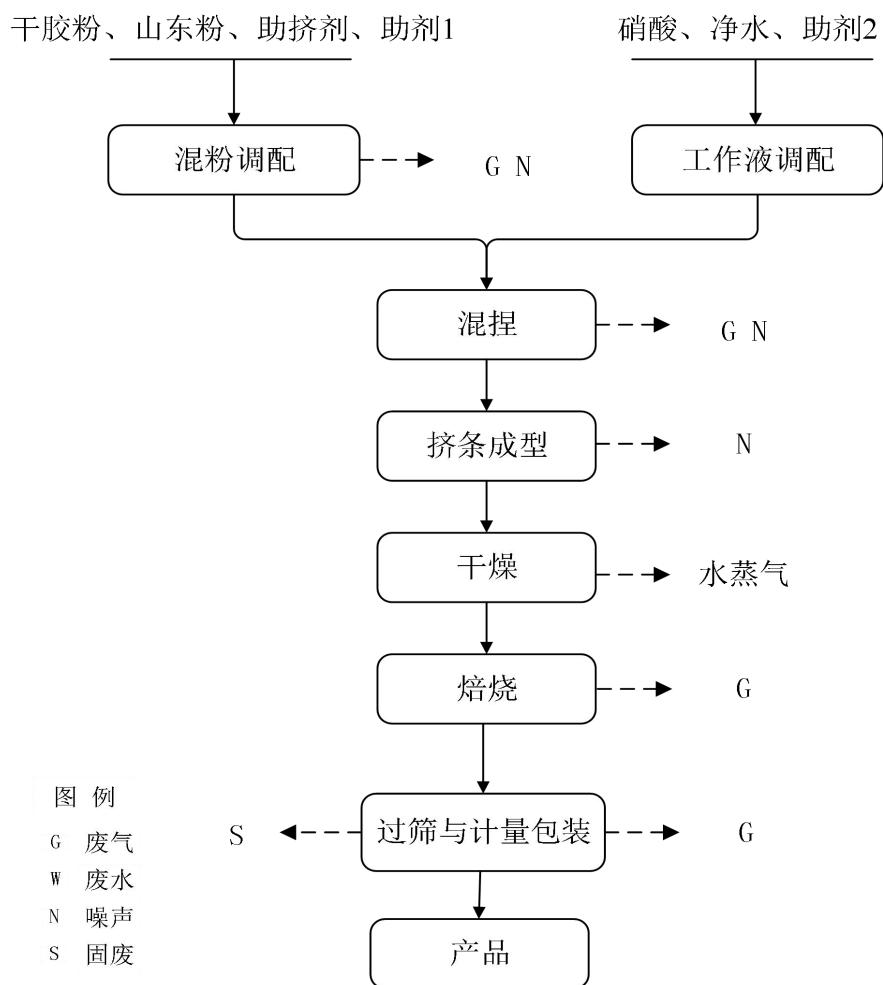 干胶粉、山东粉、助挤剂、助剂1
硝酸、净水、助剂2
混粉调配
G N
工作液调配
混捏
G N
挤条成型
N
干燥
水蒸气
焙烧
G
图 例
G 废气
W 废水
N 噪声
S 固废
S
过筛与计量包装
G
产品